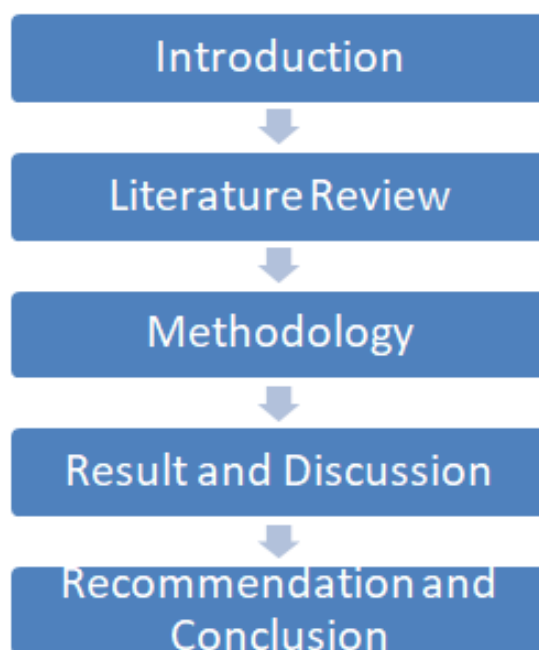 Introduction
Literature Review
Methodology
Result and Discussion
Recommendation and
Conclusion